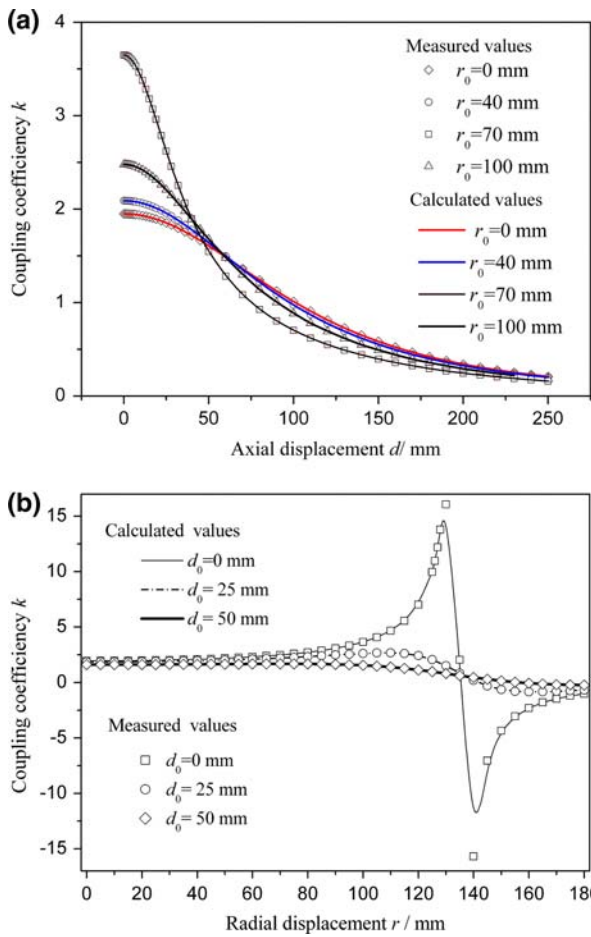 (a)
4
3
2
1
0
Coupling coefficiency k
Measured values
r₀=0 mm
r₀=40 mm
r₀=70 mm
r₀=100 mm
Calculated values
r₀=0 mm
r₀=40 mm
r₀=70 mm
r₀=100 mm
0 50 100 150 200 250
Axial displacement d/ mm
(b)
15
10
5
0
-5
-10
-15
Coupling coefficiency k
Calculated values
d₀=0 mm
d₀= 25 mm
d₀= 50 mm
Measured values
d₀=0 mm
d₀= 25 mm
d₀= 50 mm
0 20 40 60 80 100 120 140 160 180
Radial displacement r / mm